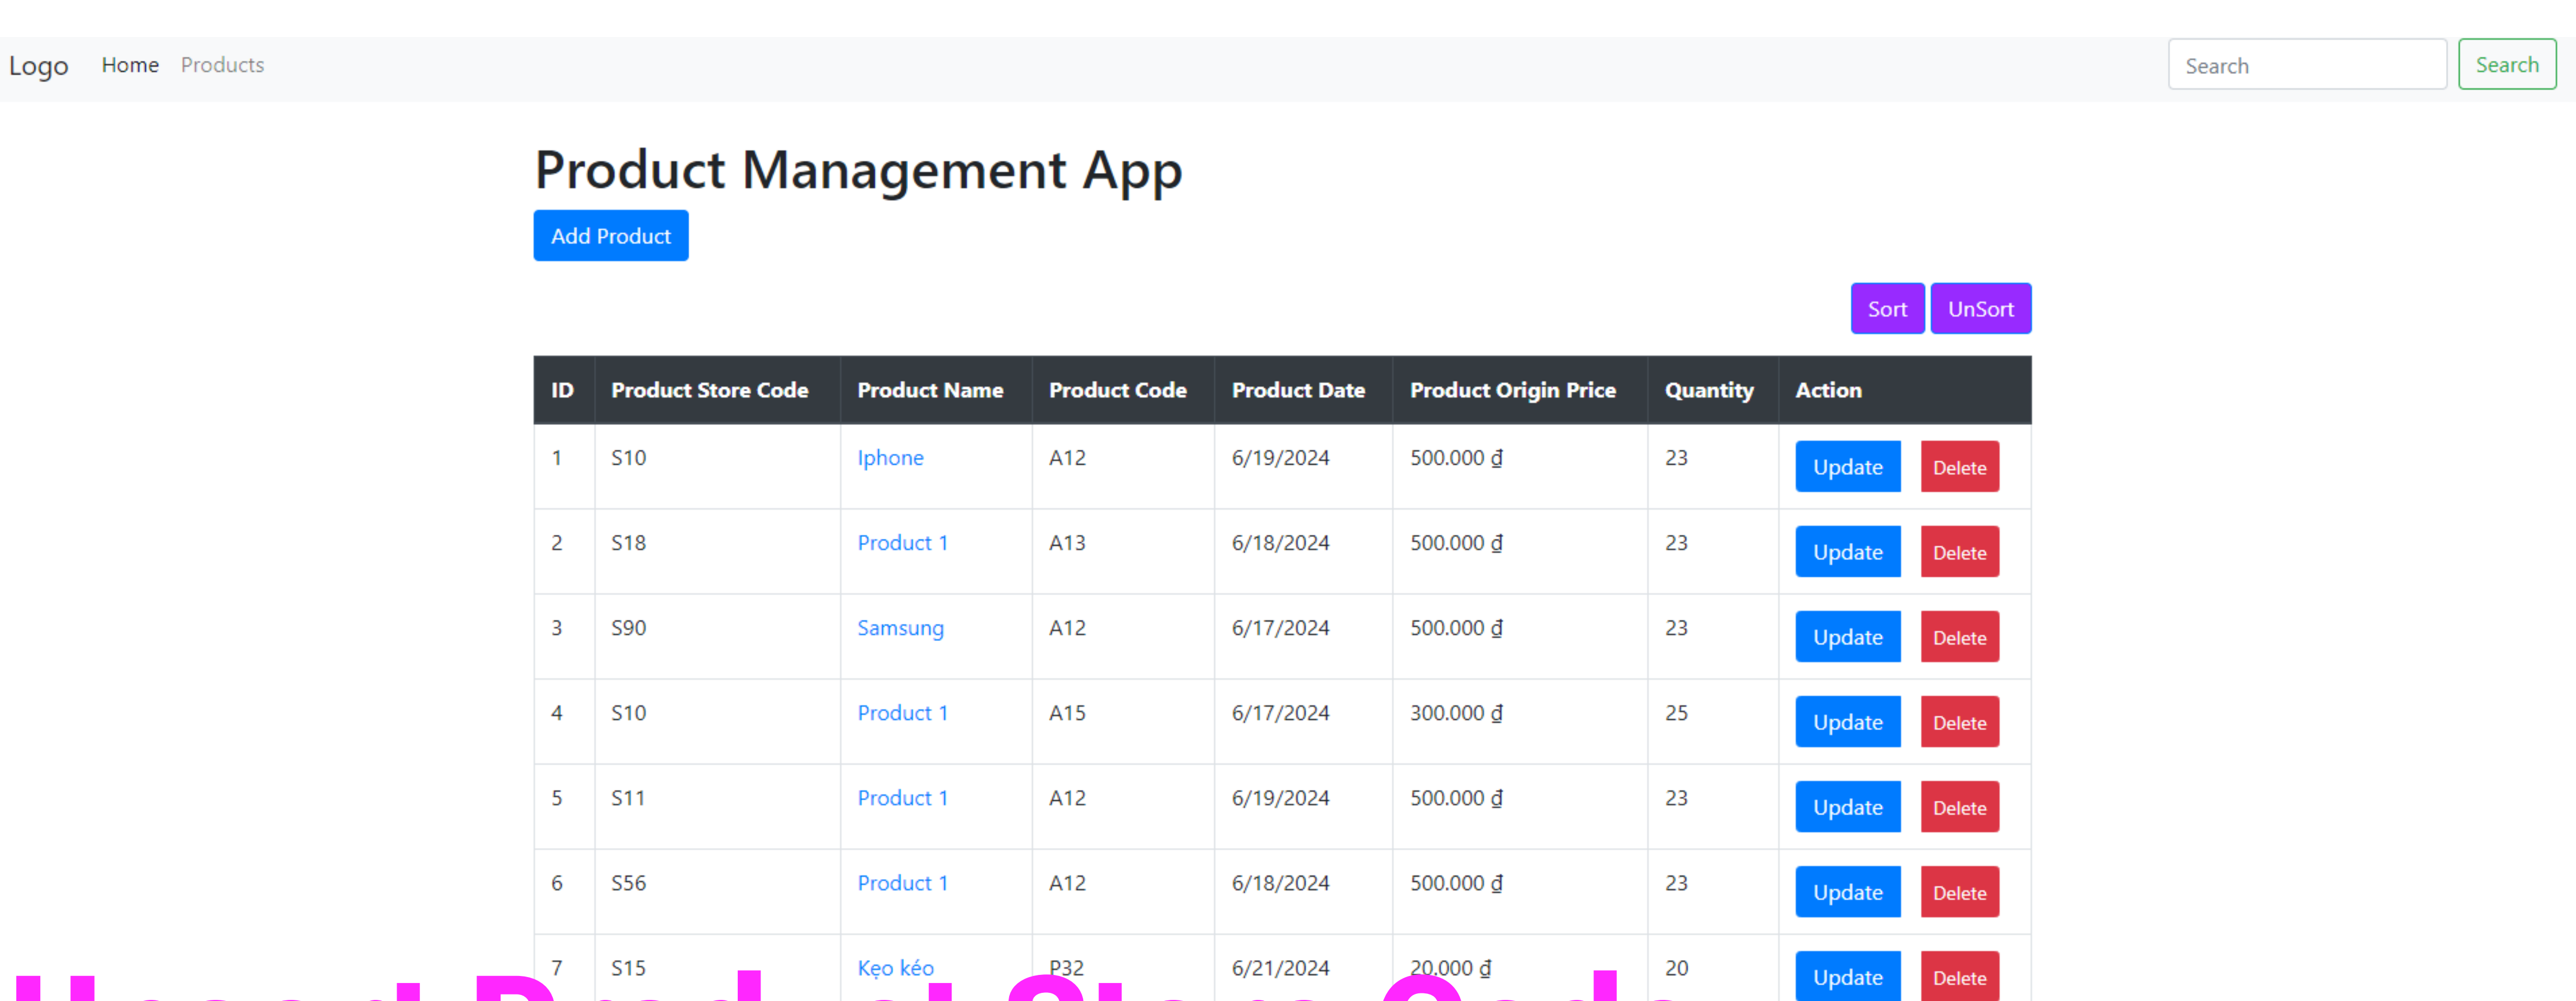 Logo Home Products Search Search
Product Management App
Add Product
Sort UnSort
ID Product Store Code Product Name Product Code Product Date Product Origin Price Quantity Action
1 S10 Iphone A12 6/19/2024 500.000 ₫ 23 Update Delete
2 S18 Product 1 A13 6/18/2024 500.000 ₫ 23 Update Delete
3 S90 Samsung A12 6/17/2024 500.000 ₫ 23 Update Delete
4 S10 Product 1 A15 6/17/2024 300.000 ₫ 25 Update Delete
5 S11 Product 1 A12 6/19/2024 500.000 ₫ 23 Update Delete
6 S56 Product 1 A12 6/18/2024 500.000 ₫ 23 Update Delete
7 S15 Kẹo kéo P32 6/21/2024 20.000 ₫ 20 Update Delete